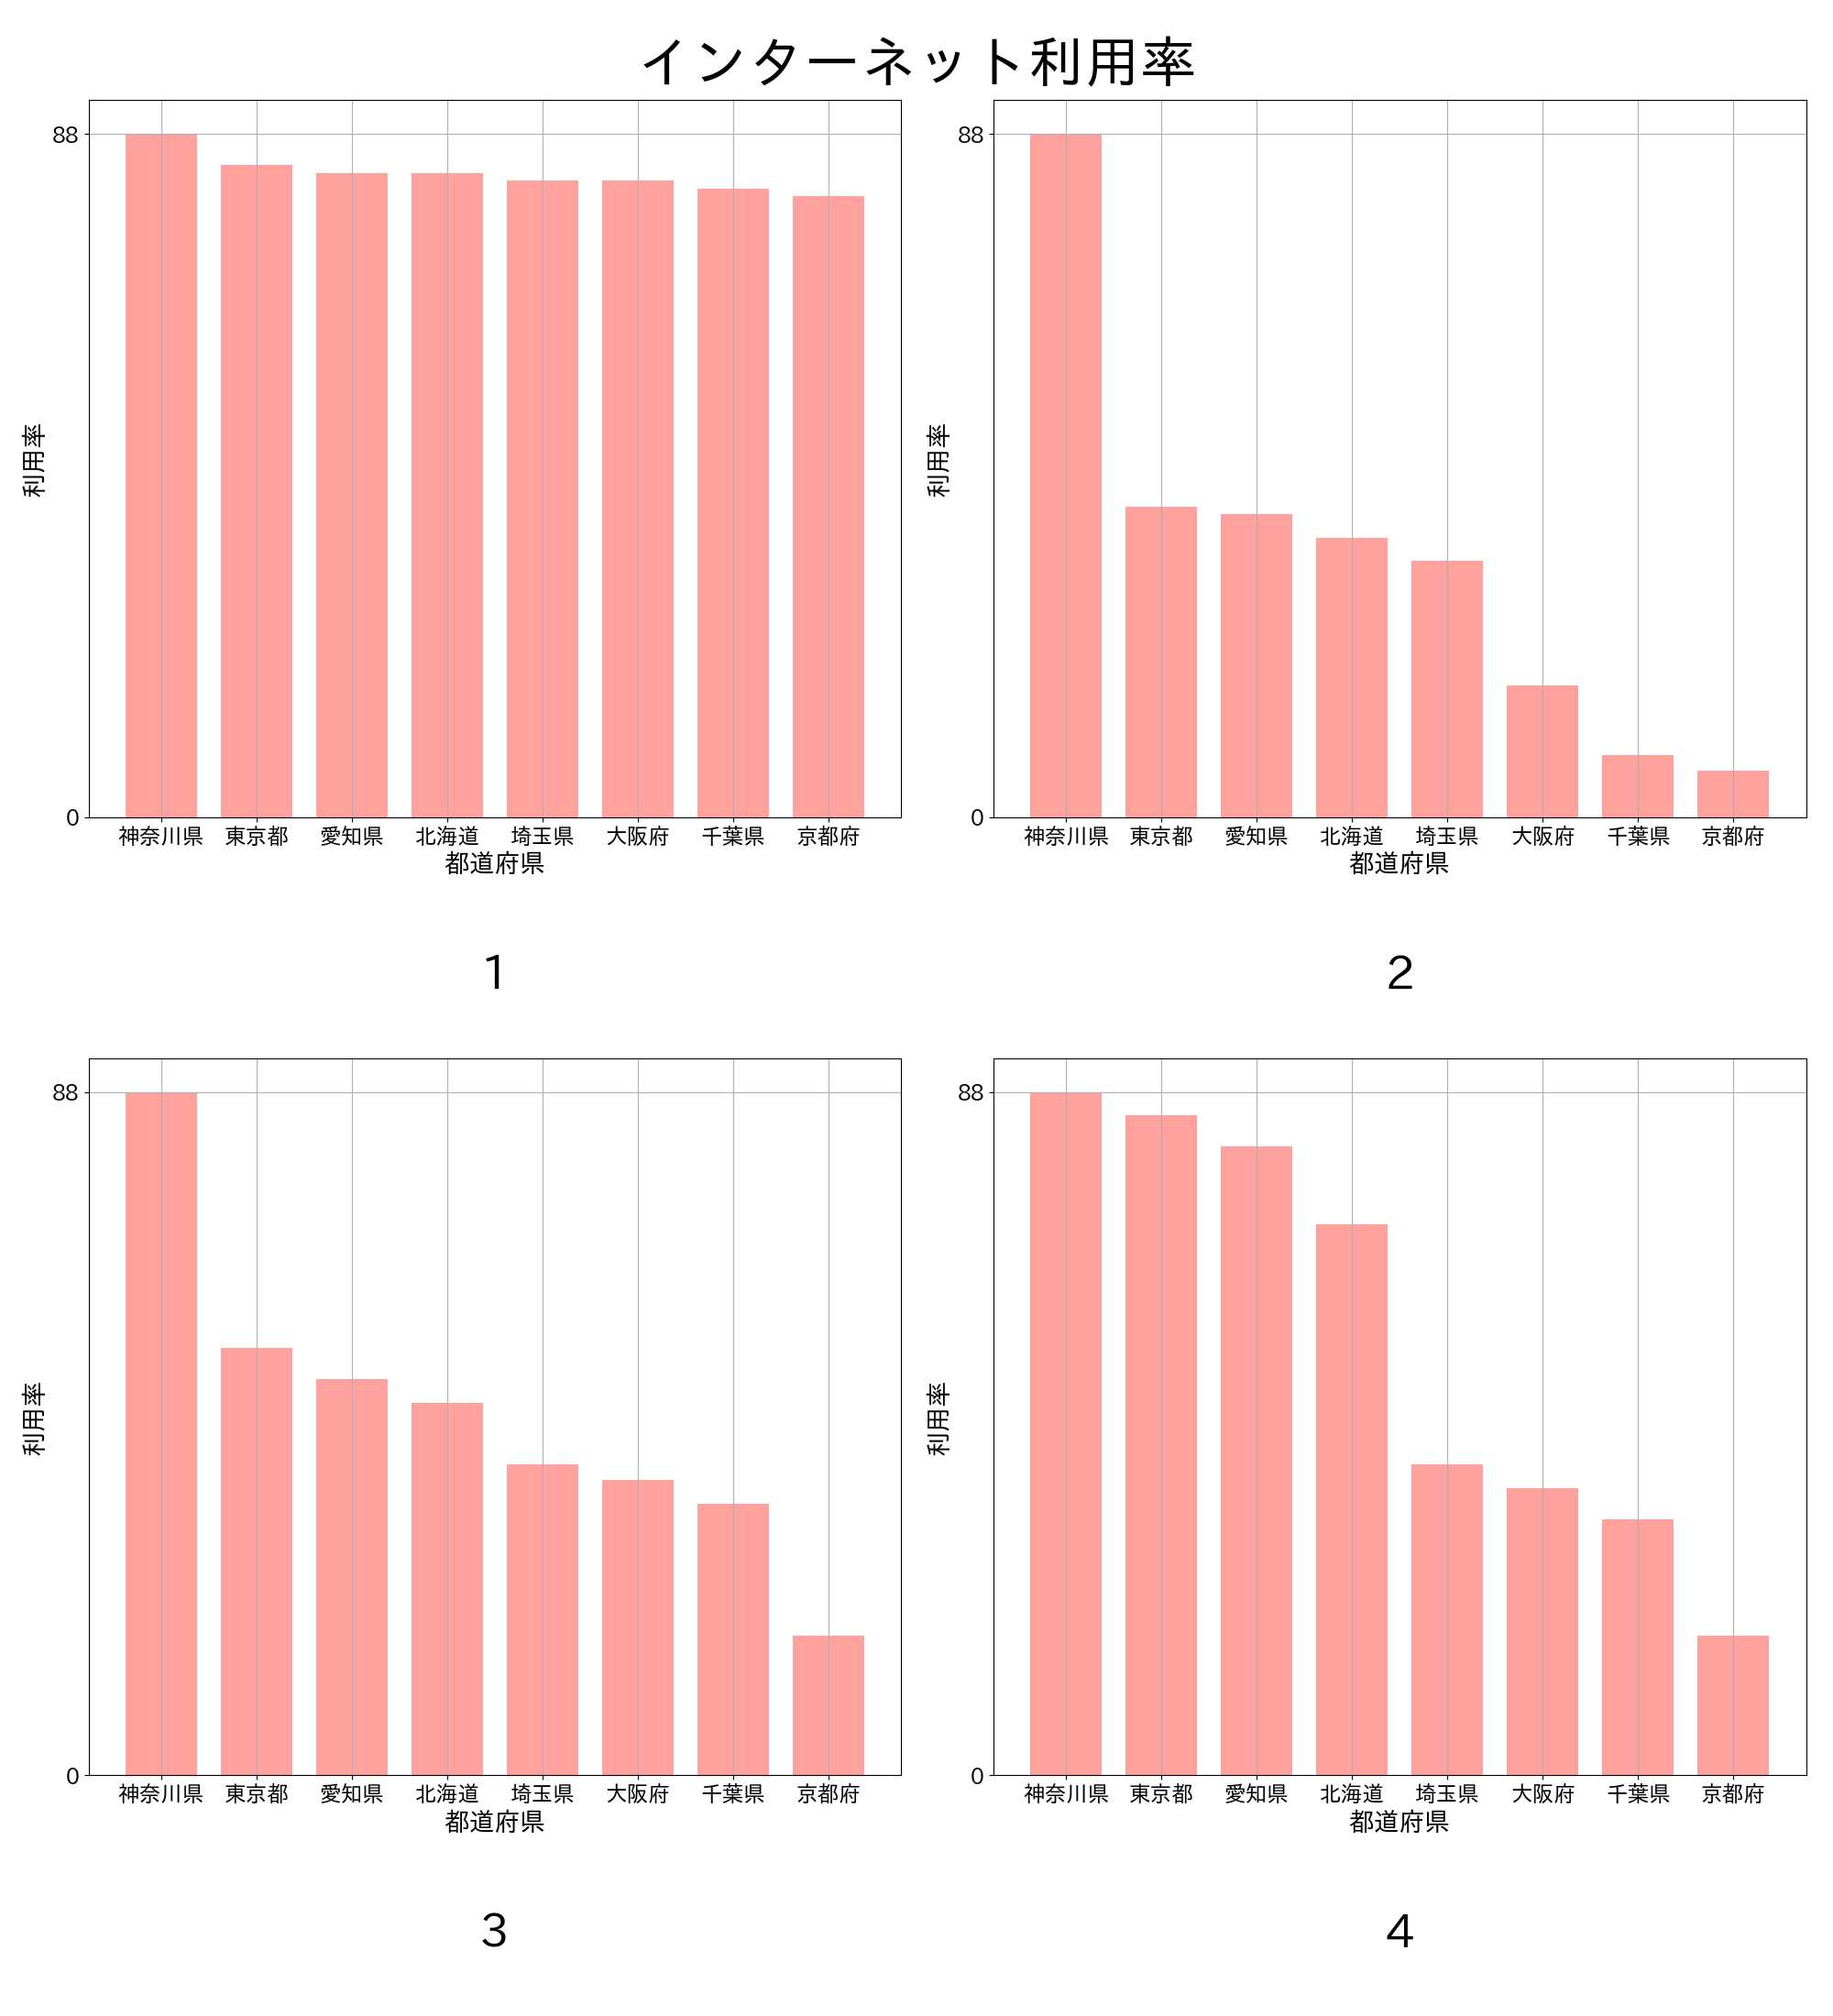 インターネット利用率
88
利用率
0
神奈川県 東京都 愛知県 北海道 埼玉県 大阪府 千葉県 京都府
都道府県
1
88
利用率
0
神奈川県 東京都 愛知県 北海道 埼玉県 大阪府 千葉県 京都府
都道府県
2
88
利用率
0
神奈川県 東京都 愛知県 北海道 埼玉県 大阪府 千葉県 京都府
都道府県
3
88
利用率
0
神奈川県 東京都 愛知県 北海道 埼玉県 大阪府 千葉県 京都府
都道府県
4